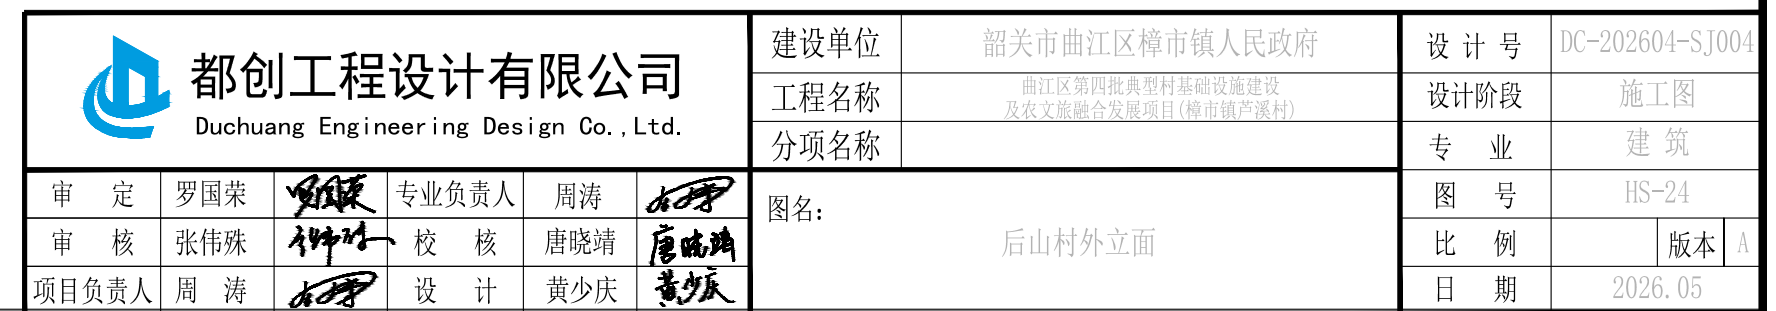 都创工程设计有限公司
Duchuang Engineering Design Co.,Ltd.
建设单位 韶关市曲江区樟市镇人民政府
工程名称 曲江区第四批典型村基础设施建设
及农文旅融合发展项目(樟市镇芦溪村)
分项名称
设计号 DC-202604-SJ004
设计阶段 施工图
专业 建筑
审定 罗国荣 罗国荣 专业负责人 周涛
审核 张伟殊 校核 唐晓靖 唐晓靖
项目负责人 周涛 设计 黄少庆 黄少庆
图名:
后山村外立面
图号 HS-24
比例 版本 A
日期 2026.05